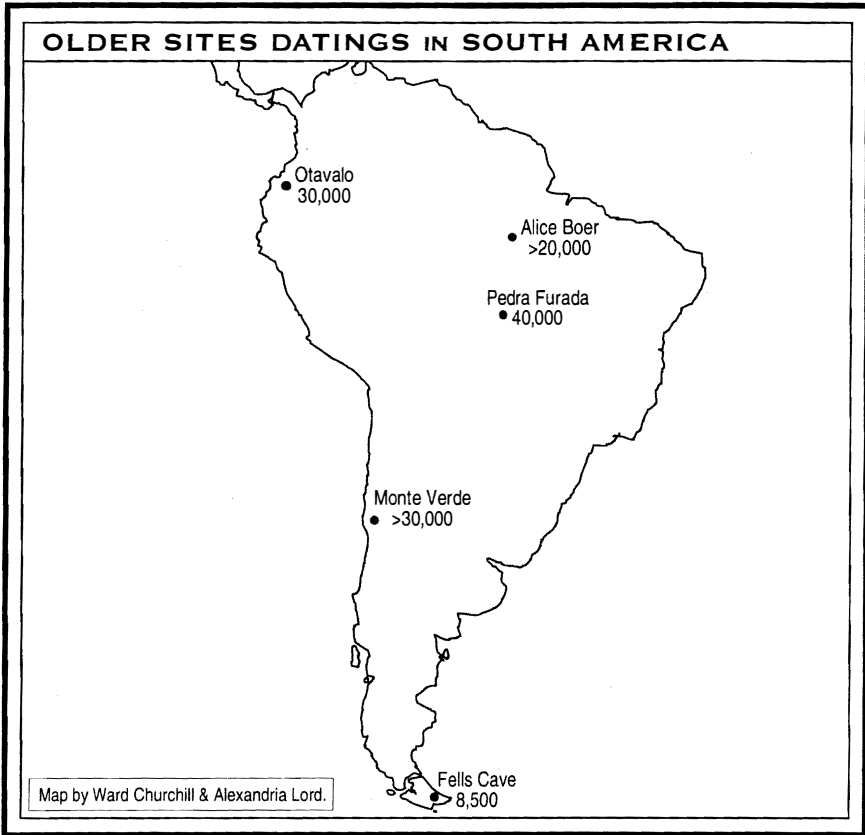 OLDER SITES DATINGS IN SOUTH AMERICA
Otavalo
30,000
Alice Boer
>20,000
Pedra Furada
40,000
Monte Verde
>30,000
Fells Cave
8,500
Map by Ward Churchill & Alexandria Lord.